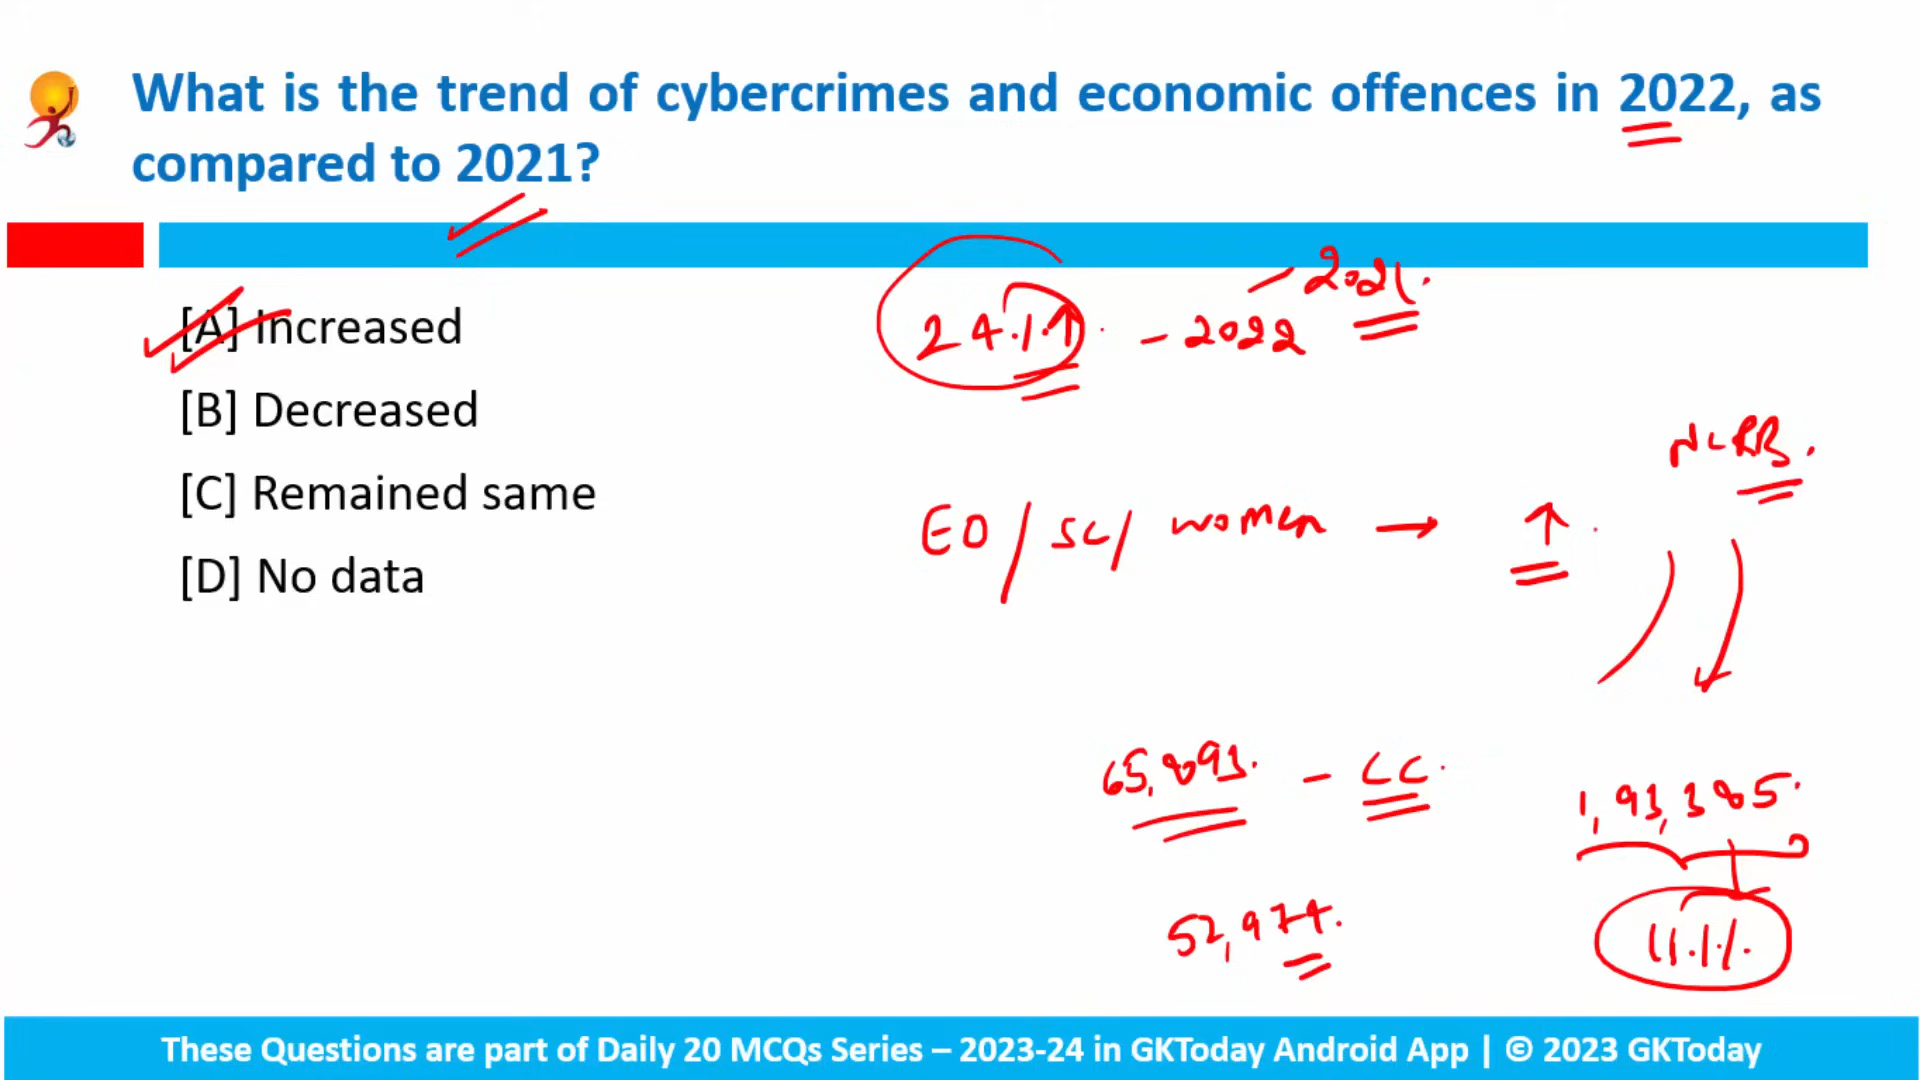 What is the trend of cybercrimes and economic offences in 2022, as
compared to 2021?
[A] Increased
[B] Decreased
[C] Remained same
[D] No data
24%↑ - 2022
- 2021.
NCRB.
EO / SC / women → ↑
65,893. - CC.
1,93,385.
52,974.
11.1%.
These Questions are part of Daily 20 MCQs Series – 2023-24 in GKToday Android App | © 2023 GKToday